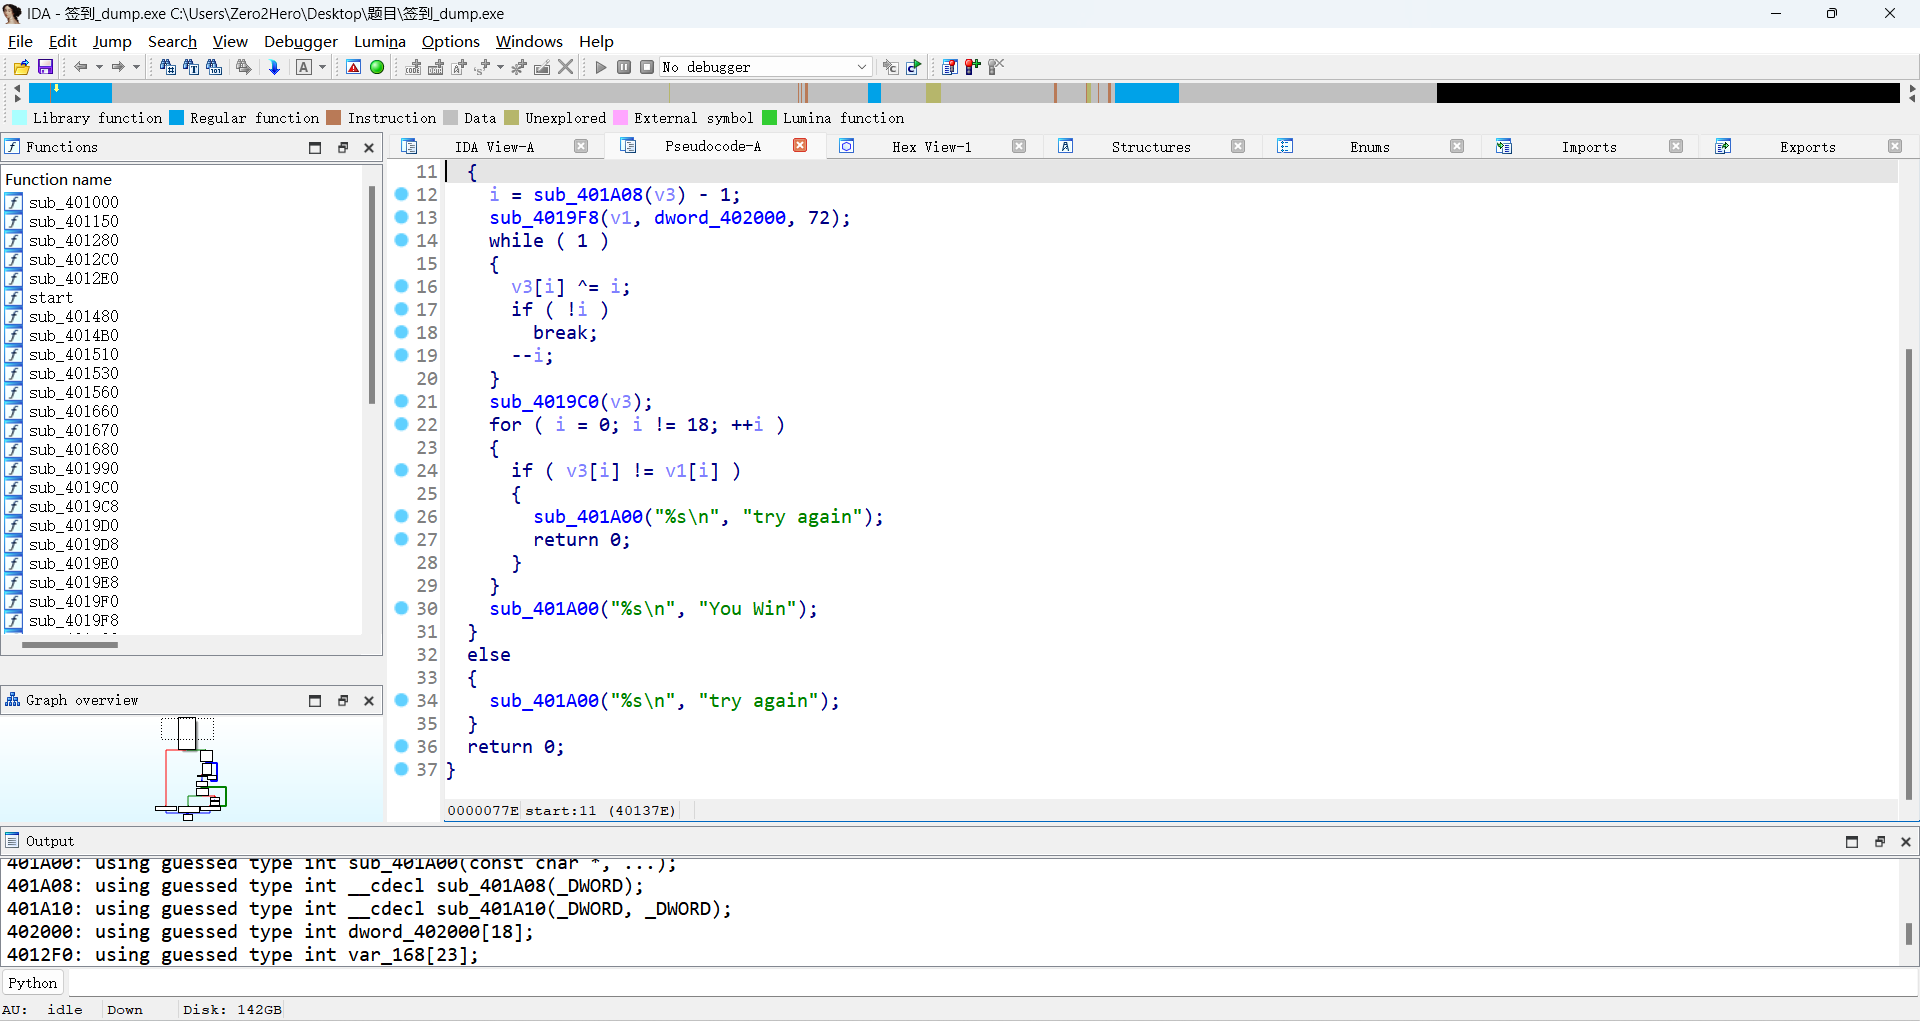 IDA - 签到_dump.exe C:\Users\Zero2Hero\Desktop\题目\签到_dump.exe
File Edit Jump Search View Debugger Lumina Options Windows Help
No debugger
Library function Regular function Instruction Data Unexplored External symbol Lumina function
Functions
Function name
sub_401000
sub_401150
sub_401280
sub_4012C0
sub_4012E0
start
sub_401480
sub_4014B0
sub_401510
sub_401530
sub_401560
sub_401660
sub_401670
sub_401680
sub_401990
sub_4019C0
sub_4019C8
sub_4019D0
sub_4019D8
sub_4019E0
sub_4019E8
sub_4019F0
sub_4019F8
Graph overview
IDA View-A Pseudocode-A Hex View-1 Structures Enums Imports Exports
11 {
12 i = sub_401A08(v3) - 1;
13 sub_4019F8(v1, dword_402000, 72);
14 while ( 1 )
15 {
16 v3[i] ^= i;
17 if ( !i )
18 break;
19 --i;
20 }
21 sub_4019C0(v3);
22 for ( i = 0; i != 18; ++i )
23 {
24 if ( v3[i] != v1[i] )
25 {
26 sub_401A00("%s\n", "try again");
27 return 0;
28 }
29 }
30 sub_401A00("%s\n", "You Win");
31 }
32 else
33 {
34 sub_401A00("%s\n", "try again");
35 }
36 return 0;
37 }
0000077E start:11 (40137E)
Output
401A00: using guessed type int sub_401A00(const char *, ...);
401A08: using guessed type int __cdecl sub_401A08(_DWORD);
401A10: using guessed type int __cdecl sub_401A10(_DWORD, _DWORD);
402000: using guessed type int dword_402000[18];
4012F0: using guessed type int var_168[23];
Python
AU: idle Down Disk: 142GB